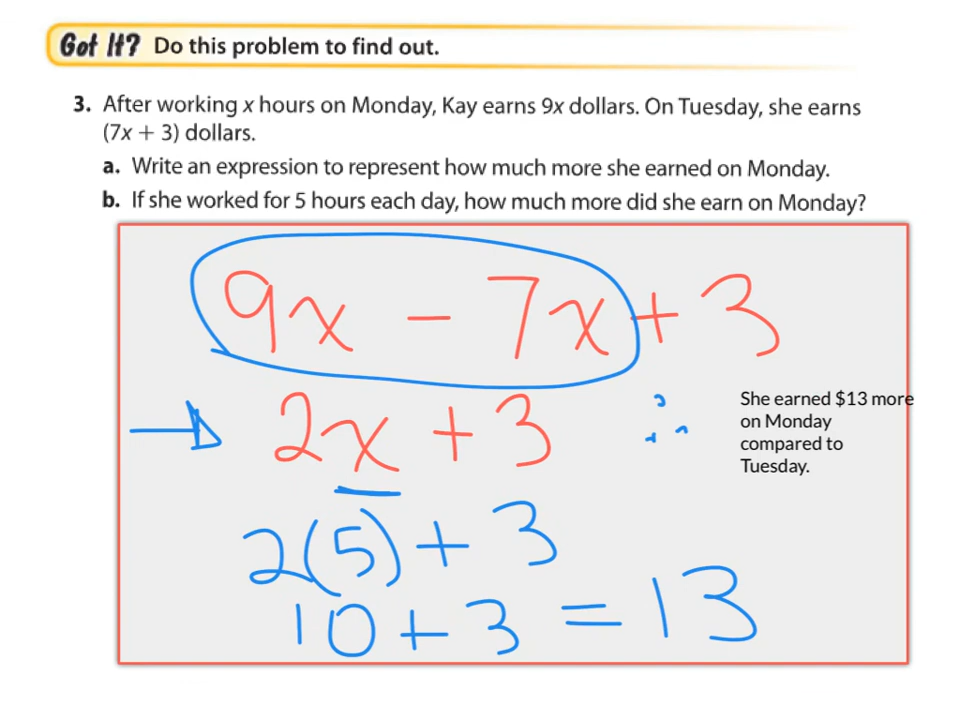 Got It? Do this problem to find out.
3. After working x hours on Monday, Kay earns 9x dollars. On Tuesday, she earns
(7x + 3) dollars.
a. Write an expression to represent how much more she earned on Monday.
b. If she worked for 5 hours each day, how much more did she earn on Monday?
9x - 7x + 3
→ 2x + 3 ∴
She earned $13 more
on Monday
compared to
Tuesday.
2(5) + 3
10 + 3 = 13